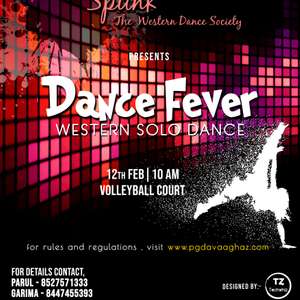 Spunk
The Western Dance Society
PRESENTS
Dance Fever
WESTERN SOLO DANCE
12TH FEB | 10 AM
VOLLEYBALL COURT
for rules and regulations , visit www.pgdavaaghaz.com
FOR DETAILS CONTACT,
PARUL - 8527571333
GARIMA - 8447455393
DESIGNED BY:-
TZ